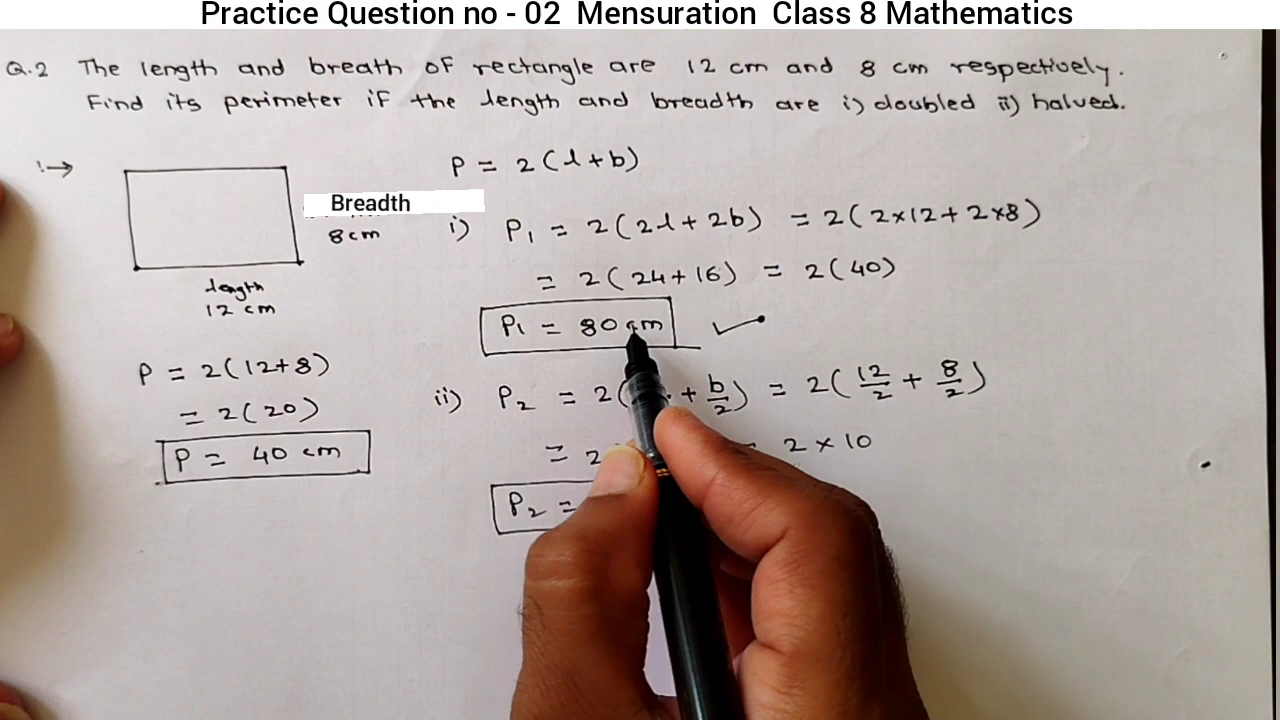 Practice Question no - 02 Mensuration Class 8 Mathematics
Q.2 The length and breath of rectangle are 12 cm and 8 cm respectively.
Find its perimeter if the length and breadth are i) doubled ii) halved.
Breadth
8cm
length
12 cm
P = 2(12+8)
= 2(20)
P = 40 cm
P = 2(l+b)
i) P₁ = 2(2l+2b) = 2(2×12+2×8)
= 2(24+16) = 2(40)
P₁ = 80 cm
ii) P₂ = 2( + b/2) = 2(12/2 + 8/2)
= 2 = 2×10
P₂ =